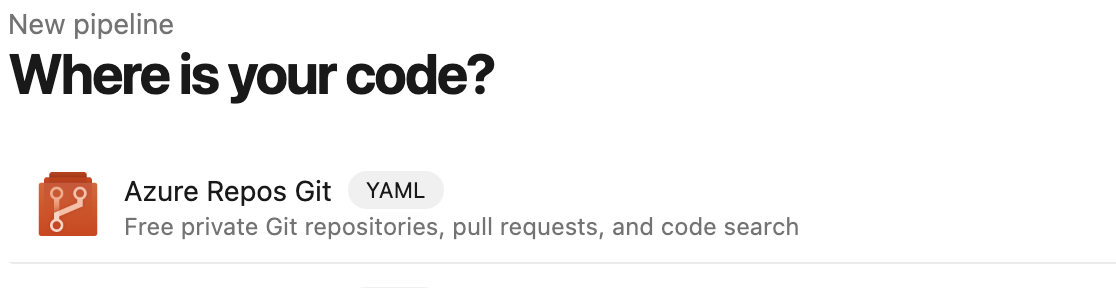 New pipeline
Where is your code?
Azure Repos Git YAML
Free private Git repositories, pull requests, and code search